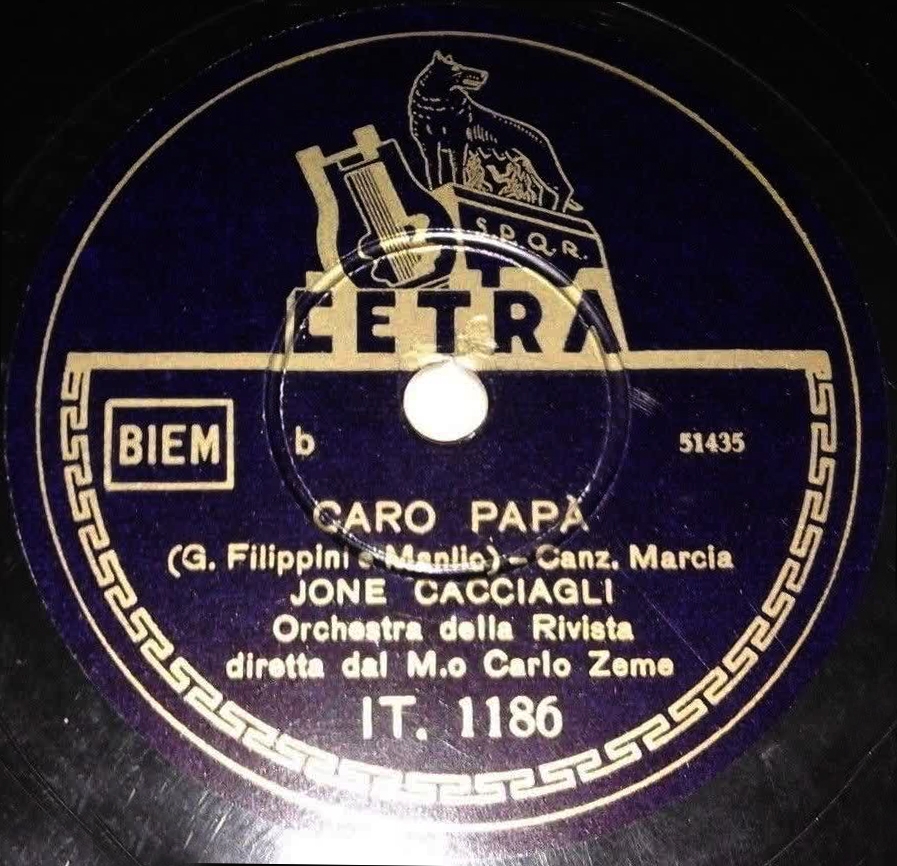 S.P.Q.R.
CETRA
BIEM
b
51435
CARO PAPÀ
(G. Filippini e Manlio) - Canz. Marcia
JONE CACCIAGLI
Orchestra della Rivista
diretta dal M.o Carlo Zeme
IT. 1186